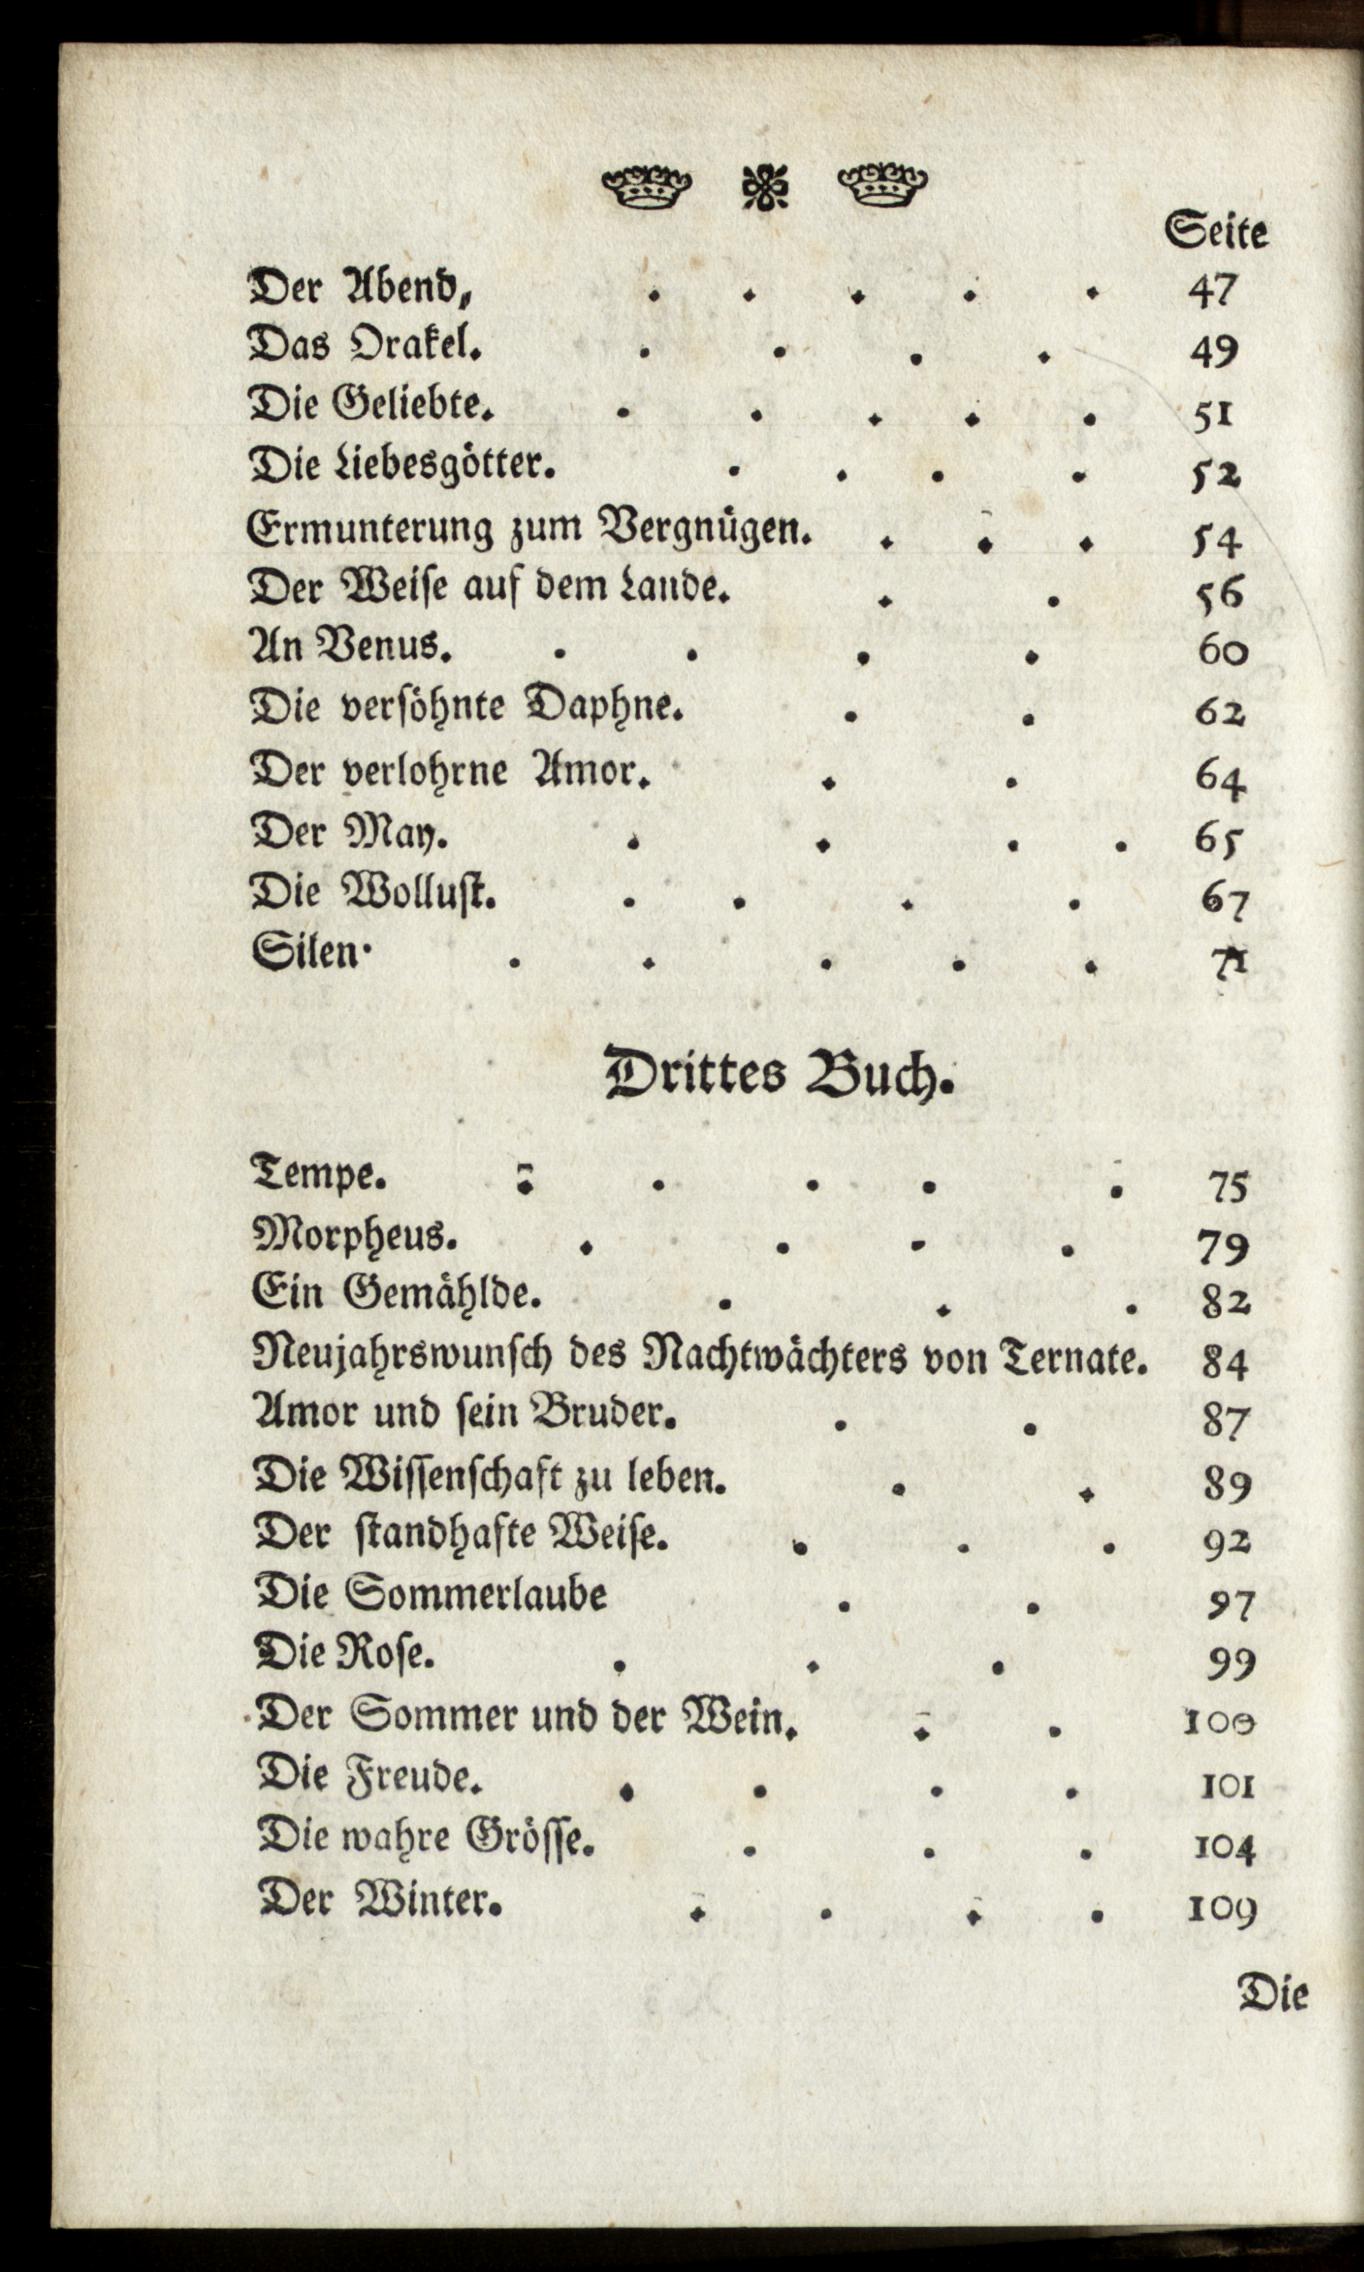 Seite
Der Abend, . . . . . 47
Das Orakel. . . . . 49
Die Geliebte. . . . . . 51
Die Liebesgötter. . . . . 52
Ermunterung zum Vergnügen. . . . 54
Der Weiſe auf dem Lande. . . 56
An Venus. . . . . 60
Die verſöhnte Daphne. . . 62
Der verlohrne Amor. . . 64
Der May. . . . . 65
Die Wolluſt. . . . . 67
Silen. . . . . . 71
Drittes Buch.
Tempe. . . . . . 75
Morpheus. . . . . 79
Ein Gemählde. . . . 82
Neujahrswunſch des Nachtwächters von Ternate. 84
Amor und ſein Bruder. . . 87
Die Wiſſenſchaft zu leben. . . 89
Der ſtandhafte Weiſe. . . . 92
Die Sommerlaube . . 97
Die Roſe. . . . 99
Der Sommer und der Wein. . . 100
Die Freude. . . . . 101
Die wahre Gröſſe. . . . 104
Der Winter. . . . . 109
Die